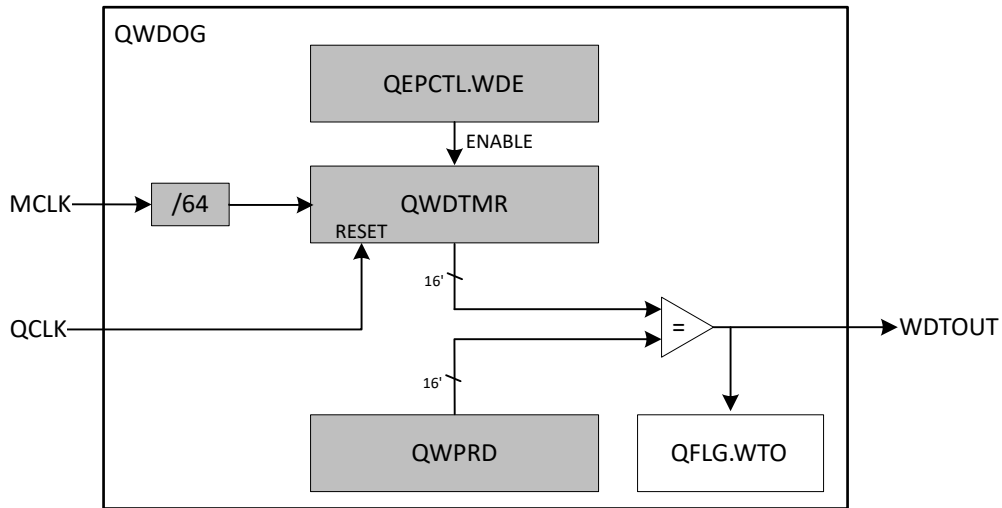 QWDOG
QEPCTL.WDE
ENABLE
MCLK
/64
QWDTMR
RESET
16'
QCLK
=
WDTOUT
16'
QWPRD
QFLG.WTO